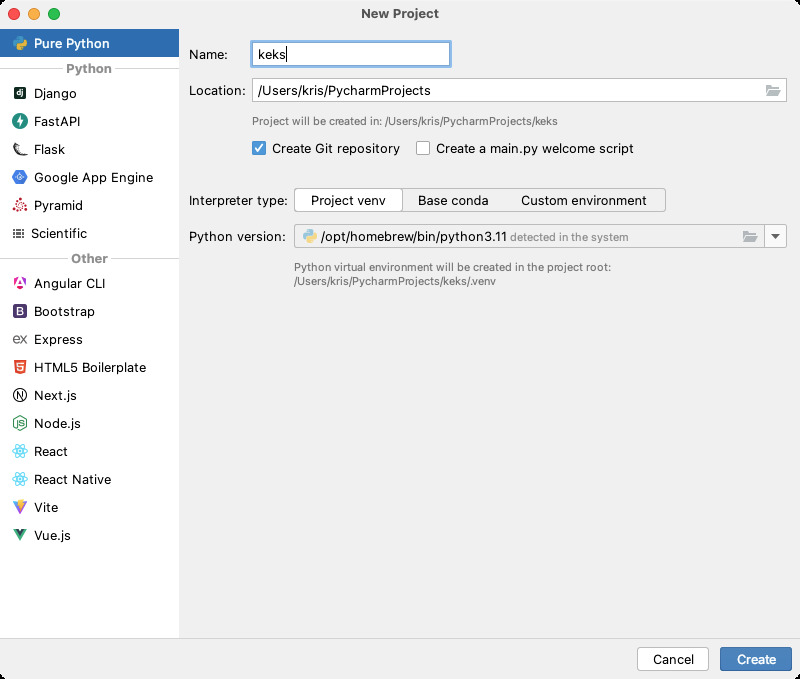 New Project
Pure Python
Python
Django
FastAPI
Flask
Google App Engine
Pyramid
Scientific
Other
Angular CLI
Bootstrap
Express
HTML5 Boilerplate
Next.js
Node.js
React
React Native
Vite
Vue.js
Name: keks
Location: /Users/kris/PycharmProjects
Project will be created in: /Users/kris/PycharmProjects/keks
Create Git repository Create a main.py welcome script
Interpreter type: Project venv Base conda Custom environment
Python version: /opt/homebrew/bin/python3.11 detected in the system
Python virtual environment will be created in the project root:
/Users/kris/PycharmProjects/keks/.venv
Cancel Create